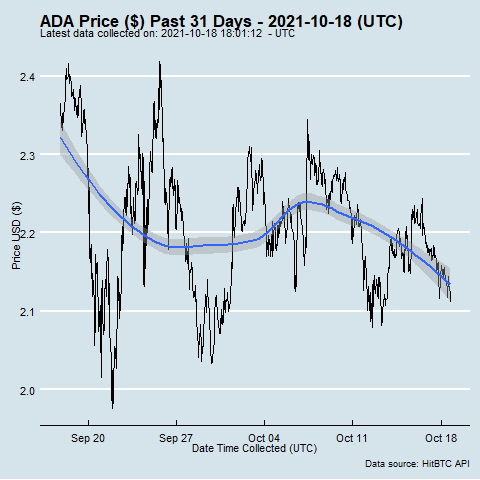 ADA Price ($) Past 31 Days - 2021-10-18 (UTC)
Latest data collected on: 2021-10-18 18:01:12 - UTC
Price USD ($)
2.4
2.3
2.2
2.1
2.0
Sep 20 Sep 27 Oct 04 Oct 11 Oct 18
Date Time Collected (UTC)
Data source: HitBTC API